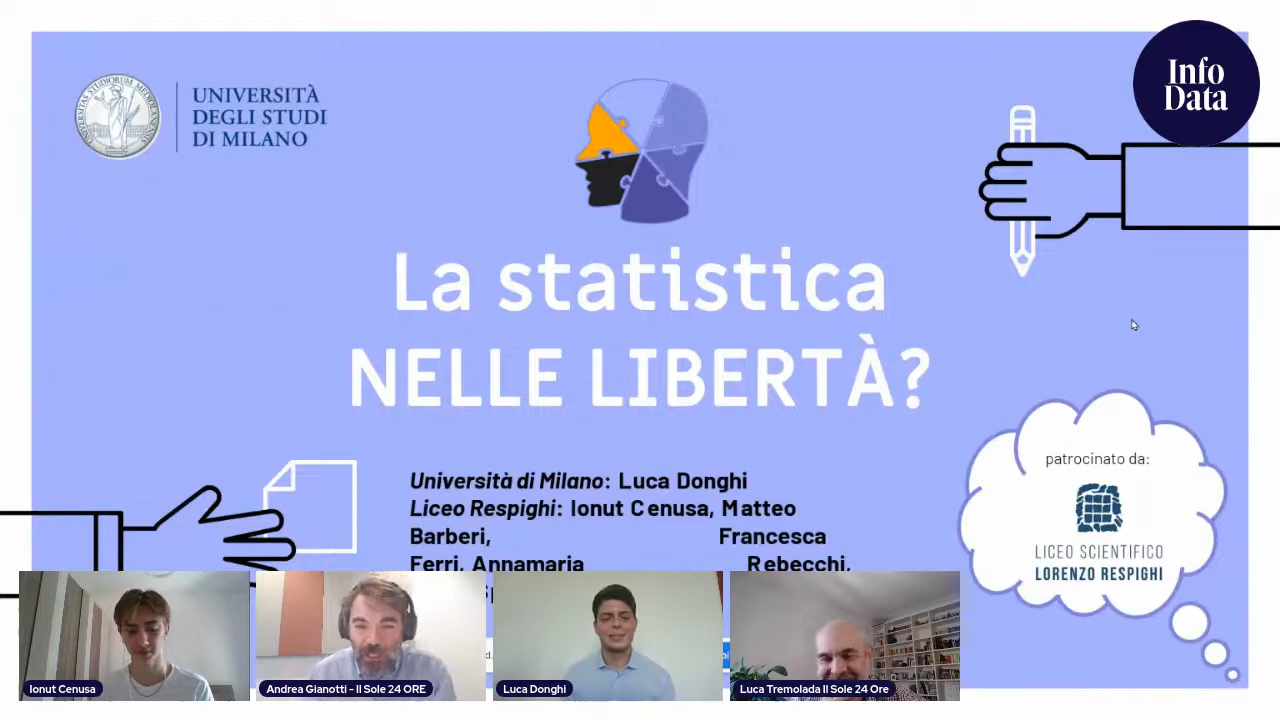 Info
Data
UNIVERSITÀ
DEGLI STUDI
DI MILANO
La statistica
NELLE LIBERTÀ?
patrocinato da:
LICEO SCIENTIFICO
LORENZO RESPIGHI
Università di Milano: Luca Donghi
Liceo Respighi: Ionut Cenusa, Matteo
Barberi, Francesca
Ferri, Annamaria Rebecchi,
Ionut Cenusa
Andrea Gianotti - Il Sole 24 ORE
Luca Donghi
Luca Tremolada Il Sole 24 Ore